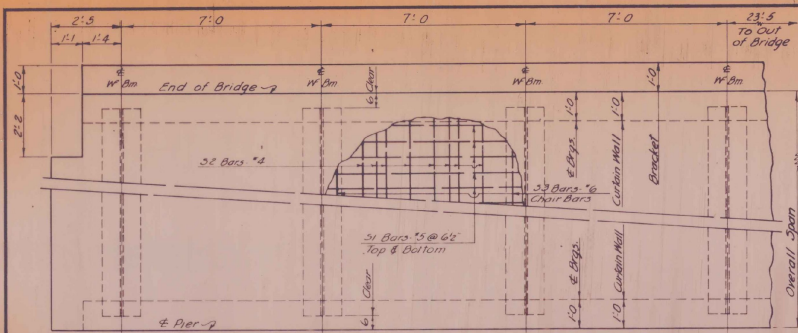 2'-5
7'-0
7'-0
7'-0
23'-5
To Out
of Bridge
1'-1
1'-4
1'-0
2'-2
℄
W-Bm
End of Bridge
℄
W-Bm
6" Clear
℄
W-Bm
1'-0
℄
W-Bm
1'-0
1'-0
℄ Brgs.
Curtain Wall
Bracket
S2 Bars-#4
S3 Bars-#6
Chair Bars
S1 Bars-#5@6½"
Top & Bottom
6" Clear
℄ Brgs.
Curtain Wall
1'-0
1'-0
Overall Span
℄ Pier